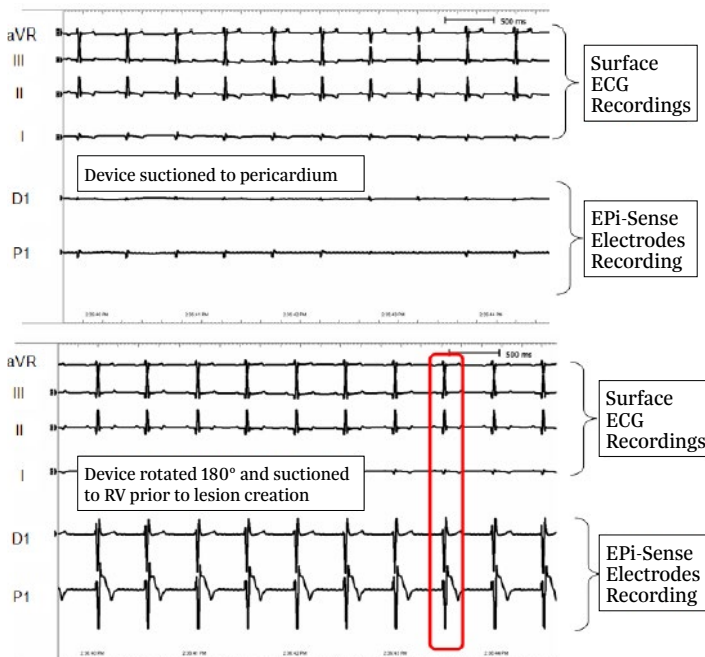 500 ms
aVR
III
II
I
Surface
ECG
Recordings
Device suctioned to pericardium
D1
P1
EPi-Sense
Electrodes
Recording
aVR
500 ms
III
II
I
Surface
ECG
Recordings
Device rotated 180° and suctioned
to RV prior to lesion creation
D1
P1
EPi-Sense
Electrodes
Recording